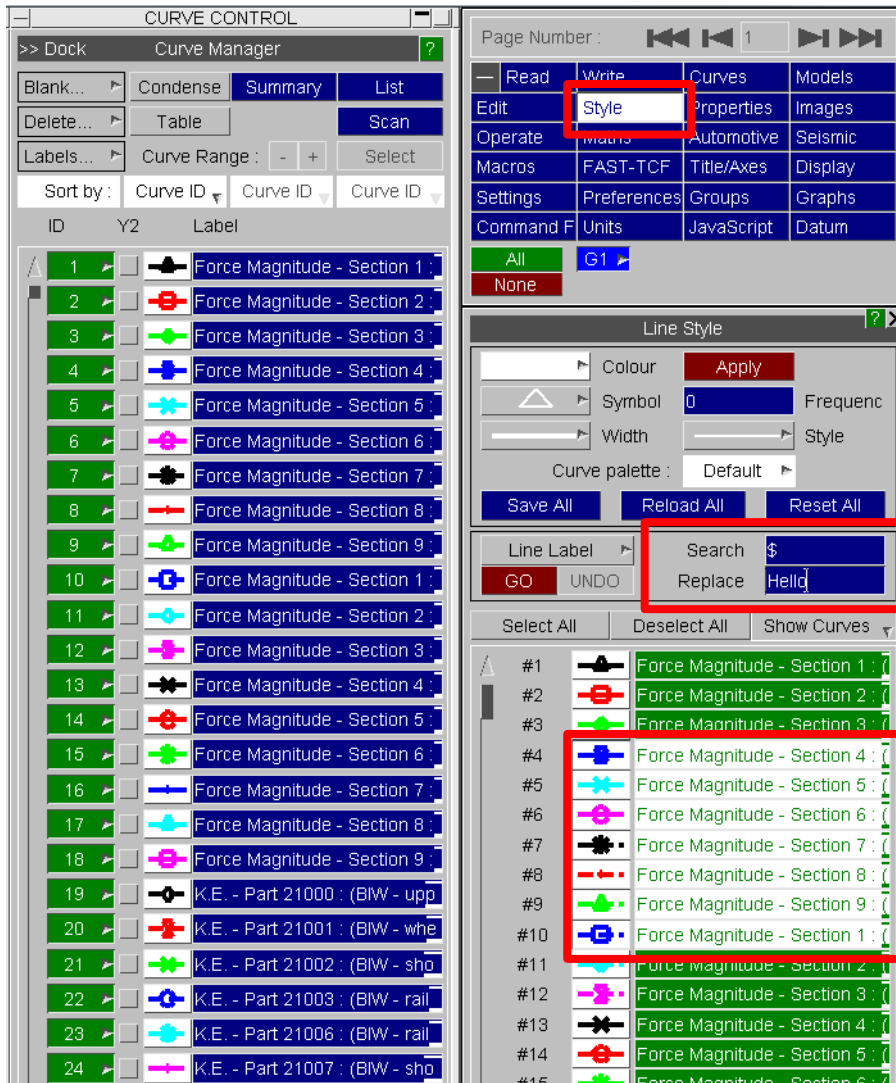 CURVE CONTROL
>> Dock Curve Manager ?
Blank... Condense Summary List
Delete... Table Scan
Labels... Curve Range : - + Select
Sort by : Curve ID Curve ID Curve ID
ID Y2 Label
1 Force Magnitude - Section 1 :
2 Force Magnitude - Section 2 :
3 Force Magnitude - Section 3 :
4 Force Magnitude - Section 4 :
5 Force Magnitude - Section 5 :
6 Force Magnitude - Section 6 :
7 Force Magnitude - Section 7 :
8 Force Magnitude - Section 8 :
9 Force Magnitude - Section 9 :
10 Force Magnitude - Section 1 :
11 Force Magnitude - Section 2 :
12 Force Magnitude - Section 3 :
13 Force Magnitude - Section 4 :
14 Force Magnitude - Section 5 :
15 Force Magnitude - Section 6 :
16 Force Magnitude - Section 7 :
17 Force Magnitude - Section 8 :
18 Force Magnitude - Section 9 :
19 K.E. - Part 21000 : (BIW - upp
20 K.E. - Part 21001 : (BIW - whe
21 K.E. - Part 21002 : (BIW - sho
22 K.E. - Part 21003 : (BIW - rail
23 K.E. - Part 21006 : (BIW - rail
24 K.E. - Part 21007 : (BIW - sho
Page Number : 1
Read Write Curves Models
Edit Style Properties Images
Operate Maths Automotive Seismic
Macros FAST-TCF Title/Axes Display
Settings Preferences Groups Graphs
Command F Units JavaScript Datum
All G1
None
Line Style ? X
Colour Apply
Symbol 0 Frequenc
Width Style
Curve palette : Default
Save All Reload All Reset All
Line Label Search $
GO UNDO Replace Hello
Select All Deselect All Show Curves
#1 Force Magnitude - Section 1 : (
#2 Force Magnitude - Section 2 : (
#3 Force Magnitude - Section 3 : (
#4 Force Magnitude - Section 4 : (
#5 Force Magnitude - Section 5 : (
#6 Force Magnitude - Section 6 : (
#7 Force Magnitude - Section 7 : (
#8 Force Magnitude - Section 8 : (
#9 Force Magnitude - Section 9 : (
#10 Force Magnitude - Section 1 : (
#11 Force Magnitude - Section 2 : (
#12 Force Magnitude - Section 3 : (
#13 Force Magnitude - Section 4 : (
#14 Force Magnitude - Section 5 : (
#15 Force Magnitude - Section 6 : (